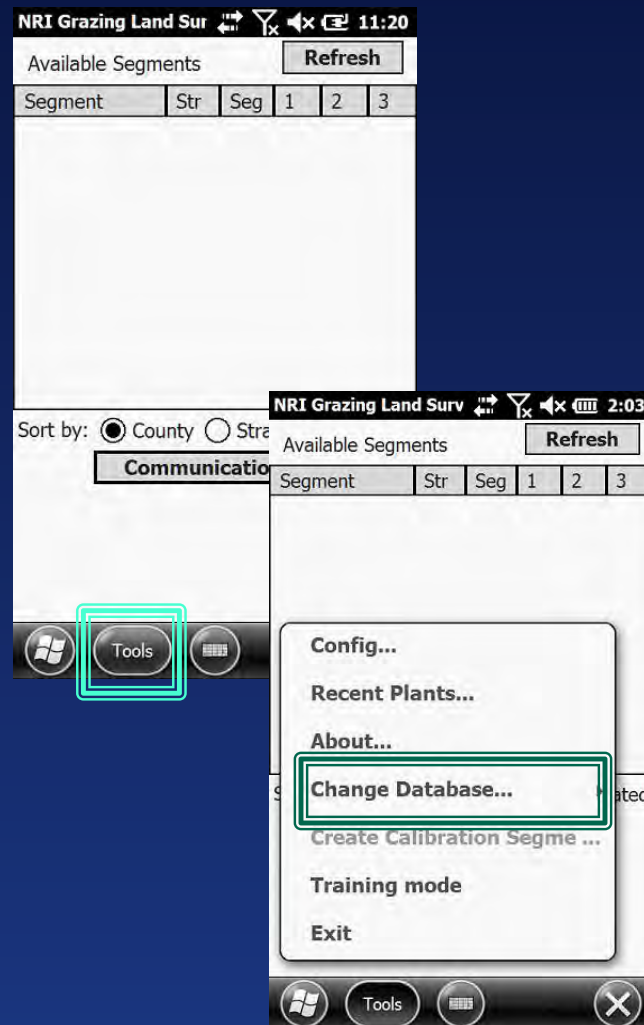 NRI Grazing Land Sur 11:20
Available Segments Refresh
Segment Str Seg 1 2 3
Sort by: County Stra
Communicatio
Tools
NRI Grazing Land Surv 2:03
Available Segments Refresh
Segment Str Seg 1 2 3
Config...
Recent Plants...
About...
Change Database...
S ated
Create Calibration Segme ...
Training mode
Exit
Tools